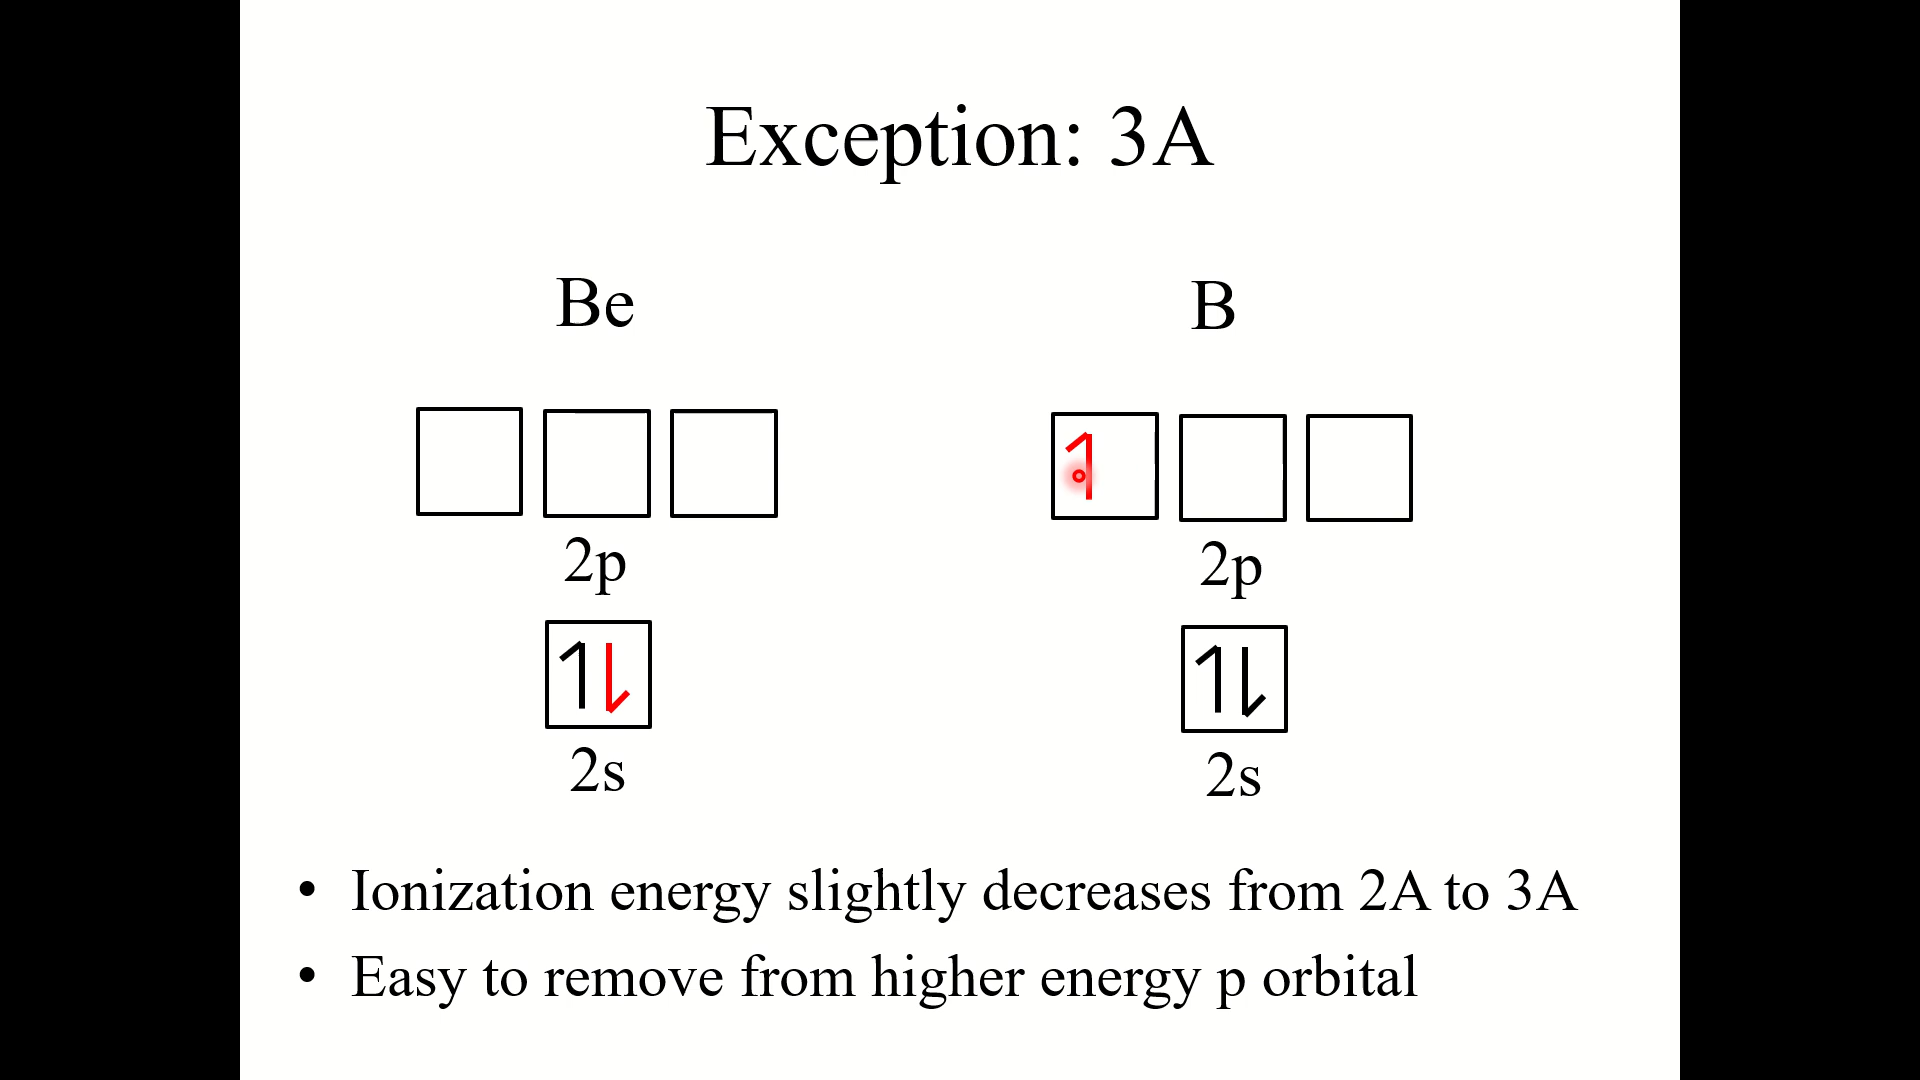 Exception: 3A
Be
B
2p
2p
2s
2s
• Ionization energy slightly decreases from 2A to 3A
• Easy to remove from higher energy p orbital